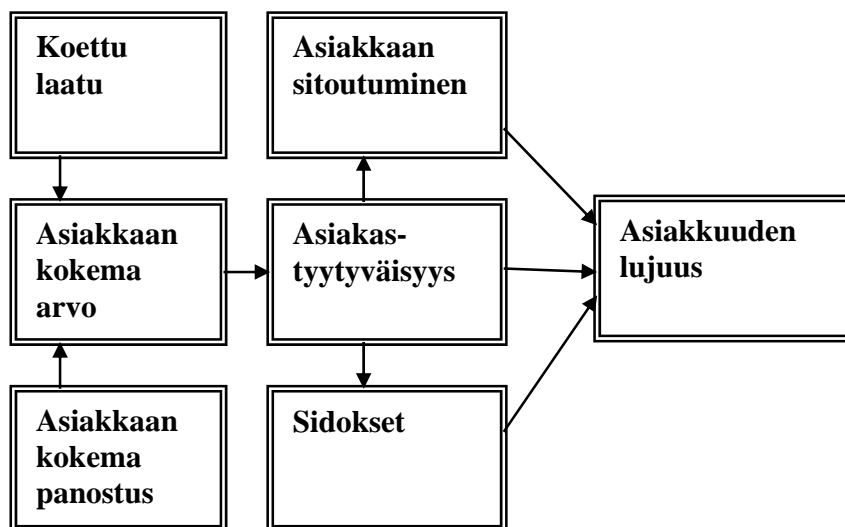 Koettu
laatu
Asiakkaan
sitoutuminen
Asiakkaan
kokema
arvo
Asiakas-
tyytyväisyys
Asiakkuuden
lujuus
Asiakkaan
kokema
panostus
Sidokset